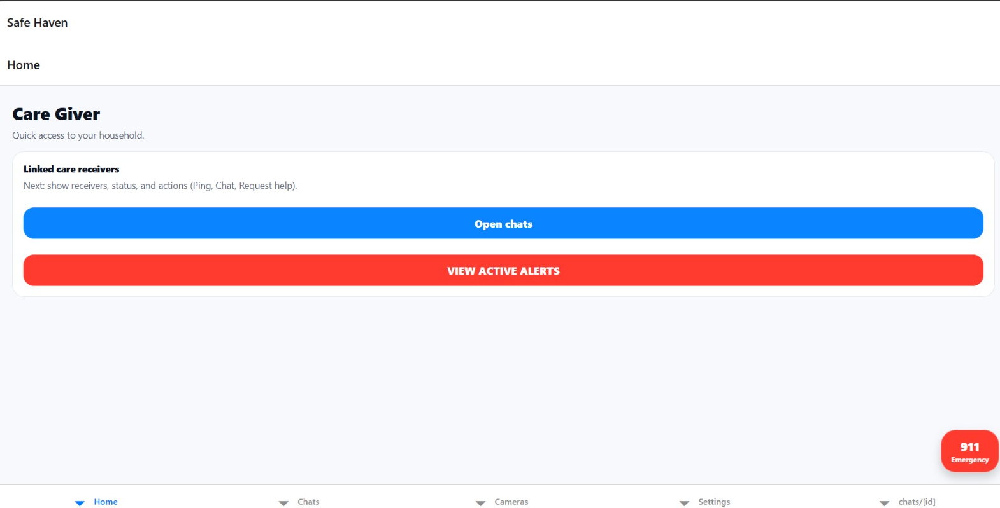 Safe Haven
Home
Care Giver
Quick access to your household.
Linked care receivers
Next: show receivers, status, and actions (Ping, Chat, Request help).
Open chats
VIEW ACTIVE ALERTS
911
Emergency
Home
Chats
Cameras
Settings
chats/[id]